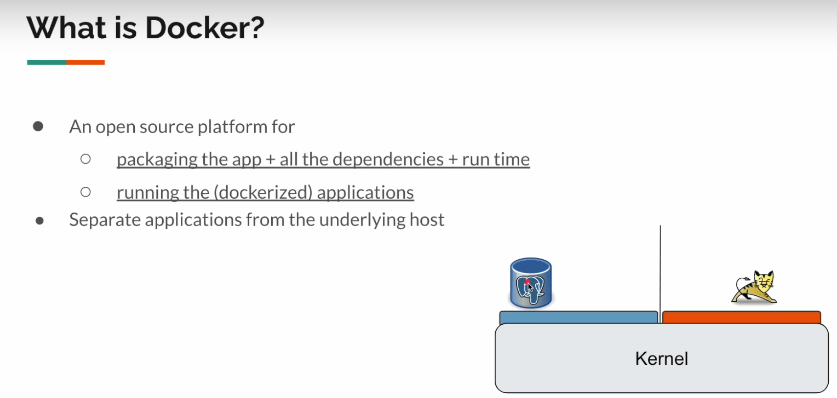 What is Docker?
● An open source platform for
○ packaging the app + all the dependencies + run time
○ running the (dockerized) applications
● Separate applications from the underlying host
Kernel